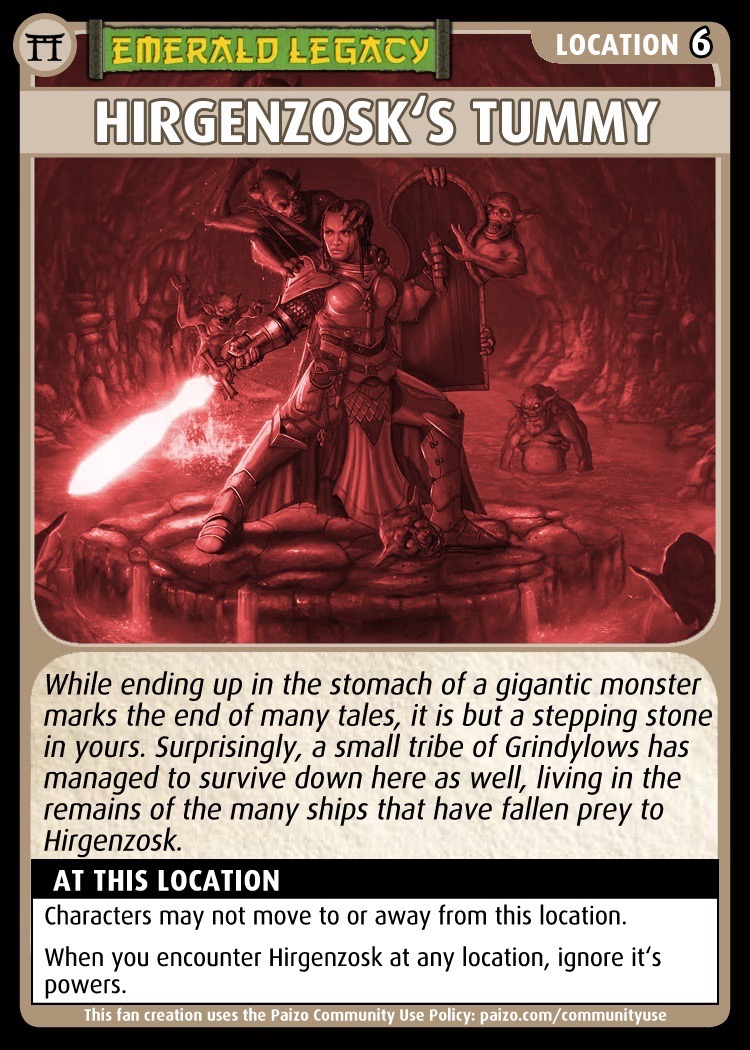 EMERALD LEGACY
LOCATION 6
HIRGENZOSK‘S TUMMY
While ending up in the stomach of a gigantic monster
marks the end of many tales, it is but a stepping stone
in yours. Surprisingly, a small tribe of Grindylows has
managed to survive down here as well, living in the
remains of the many ships that have fallen prey to
Hirgenzosk.
AT THIS LOCATION
Characters may not move to or away from this location.
When you encounter Hirgenzosk at any location, ignore it‘s
powers.
This fan creation uses the Paizo Community Use Policy: paizo.com/communityuse